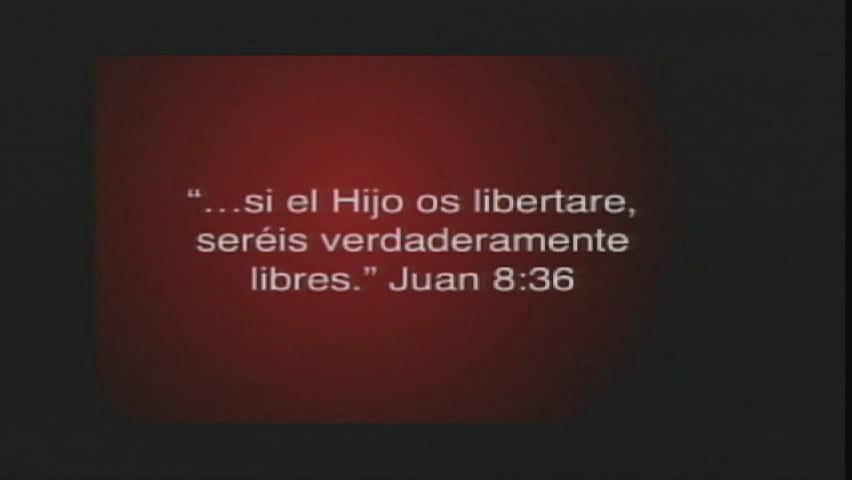 “...si el Hijo os libertare,
seréis verdaderamente
libres.” Juan 8:36